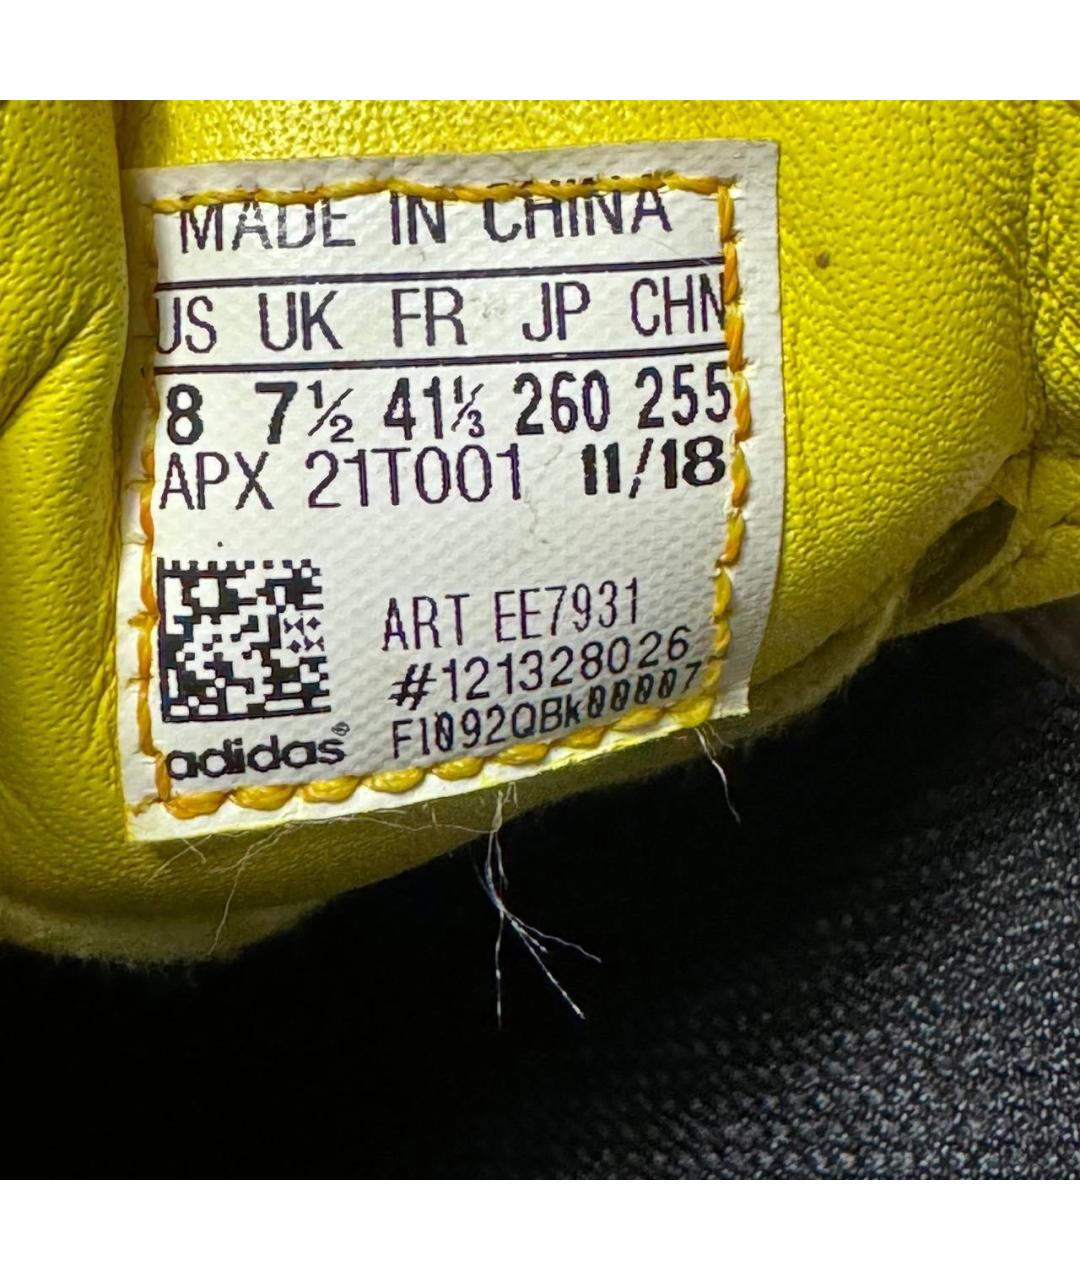 MADE IN CHINA
US UK FR JP CHN
8 7½ 41⅓ 260 255
APX 21T001 11/18
ART EE7931
#121328026
FI092QBk00007
adidas®